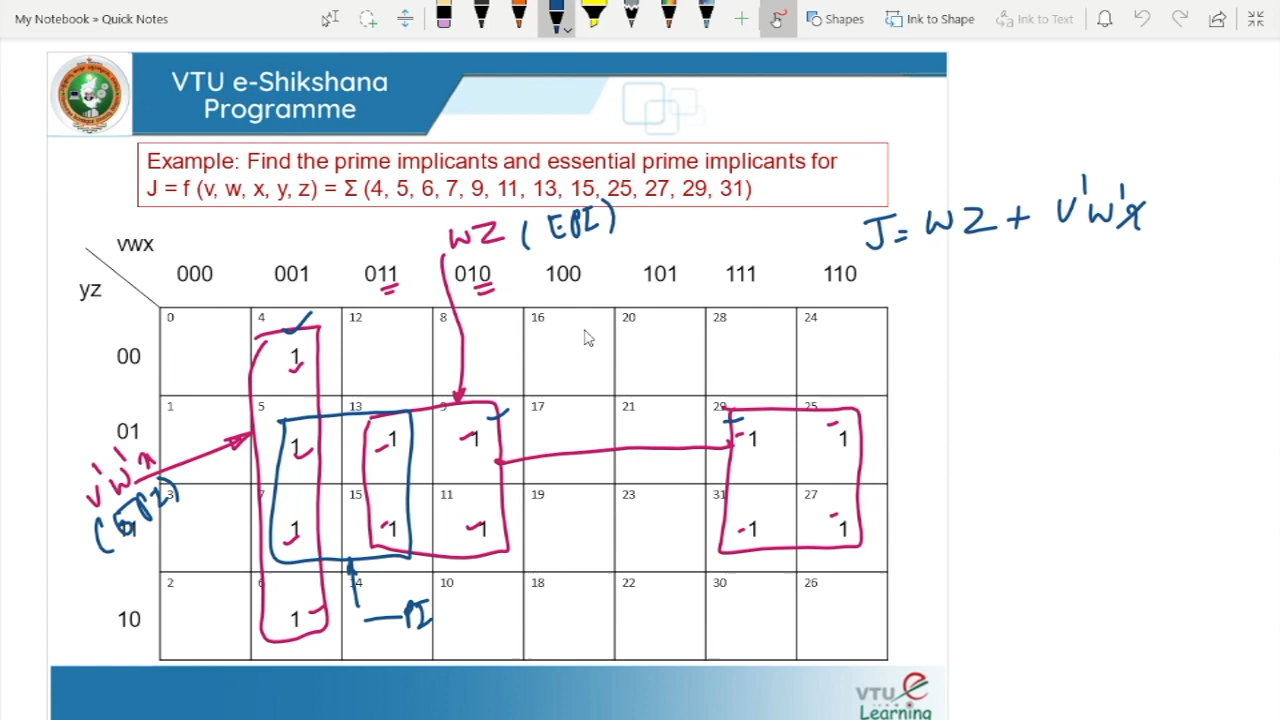 My Notebook » Quick Notes
Shapes
Ink to Shape
Ink to Text
VTU e-Shikshana
Programme
Example: Find the prime implicants and essential prime implicants for
J = f (v, w, x, y, z) = Σ (4, 5, 6, 7, 9, 11, 13, 15, 25, 27, 29, 31)
J = WZ + V'W'x
WZ (EPI)
vwx
yz
000 001 011 010 100 101 111 110
0 4 12 8 16 20 28 24
00 1
1 5 13 9 17 21 29 25
01 1 1 1 1 1
V'W'x
(EPI)
3 7 15 11 19 23 31 27
1 1 1 1 1
2 6 14 10 18 22 30 26
10 1
PI
VTU e
Learning